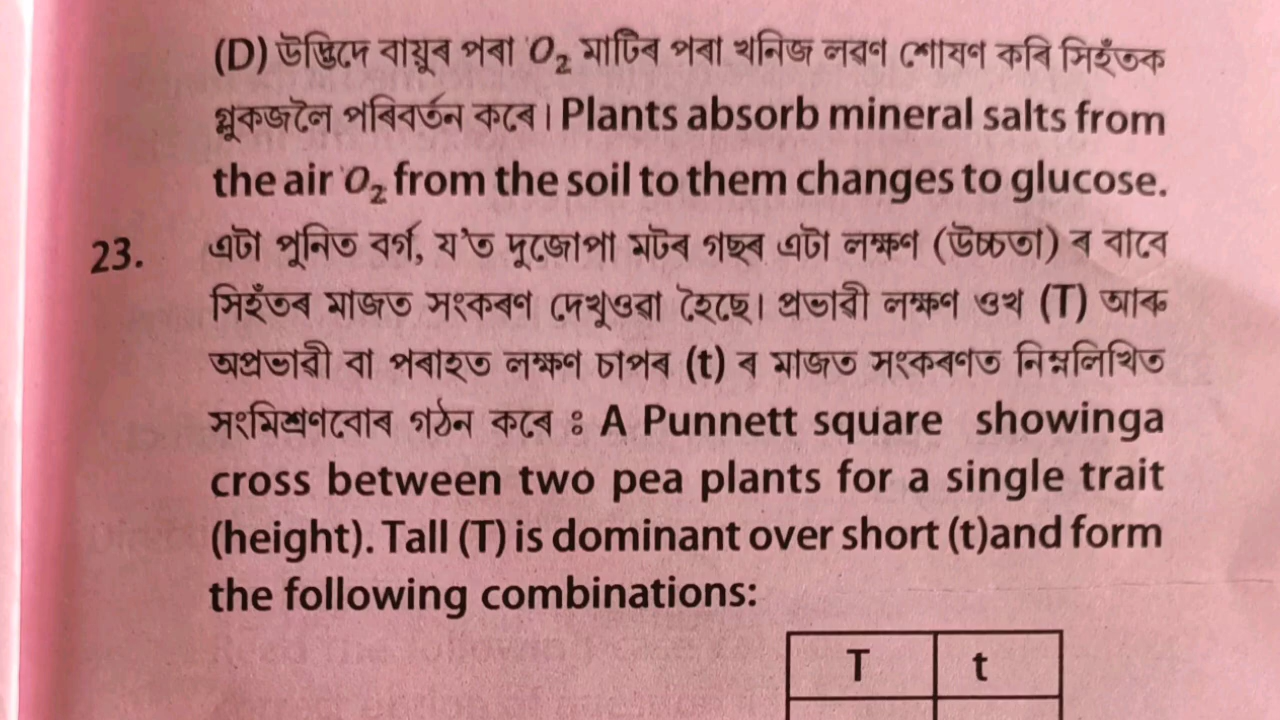 (D) উদ্ভিদে বায়ুৰ পৰা O₂ মাটিৰ পৰা খনিজ লৱণ শোষণ কৰি সিহঁতক
গ্লুকজলৈ পৰিবৰ্তন কৰে। Plants absorb mineral salts from
the air O₂ from the soil to them changes to glucose.
23. এটা পুনিত বৰ্গ, য'ত দুজোপা মটৰ গছৰ এটা লক্ষণ (উচ্চতা) ৰ বাবে
সিহঁতৰ মাজত সংকৰণ দেখুওৱা হৈছে। প্ৰভাৱী লক্ষণ ওখ (T) আৰু
অপ্ৰভাৱী বা পৰাহত লক্ষণ চাপৰ (t) ৰ মাজত সংকৰণত নিম্নলিখিত
সংমিশ্ৰণবোৰ গঠন কৰে ঃ A Punnett square showinga
cross between two pea plants for a single trait
(height). Tall (T) is dominant over short (t)and form
the following combinations:
T t